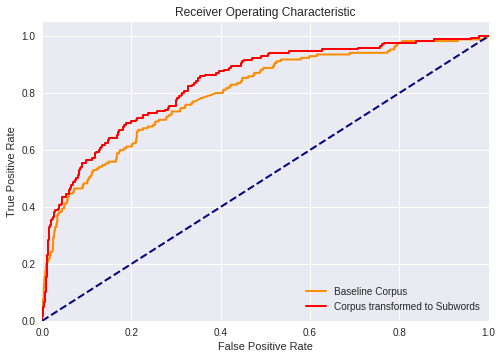 Receiver Operating Characteristic
True Positive Rate
1.0
0.8
0.6
0.4
0.2
0.0
Baseline Corpus
Corpus transformed to Subwords
0.0 0.2 0.4 0.6 0.8 1.0
False Positive Rate